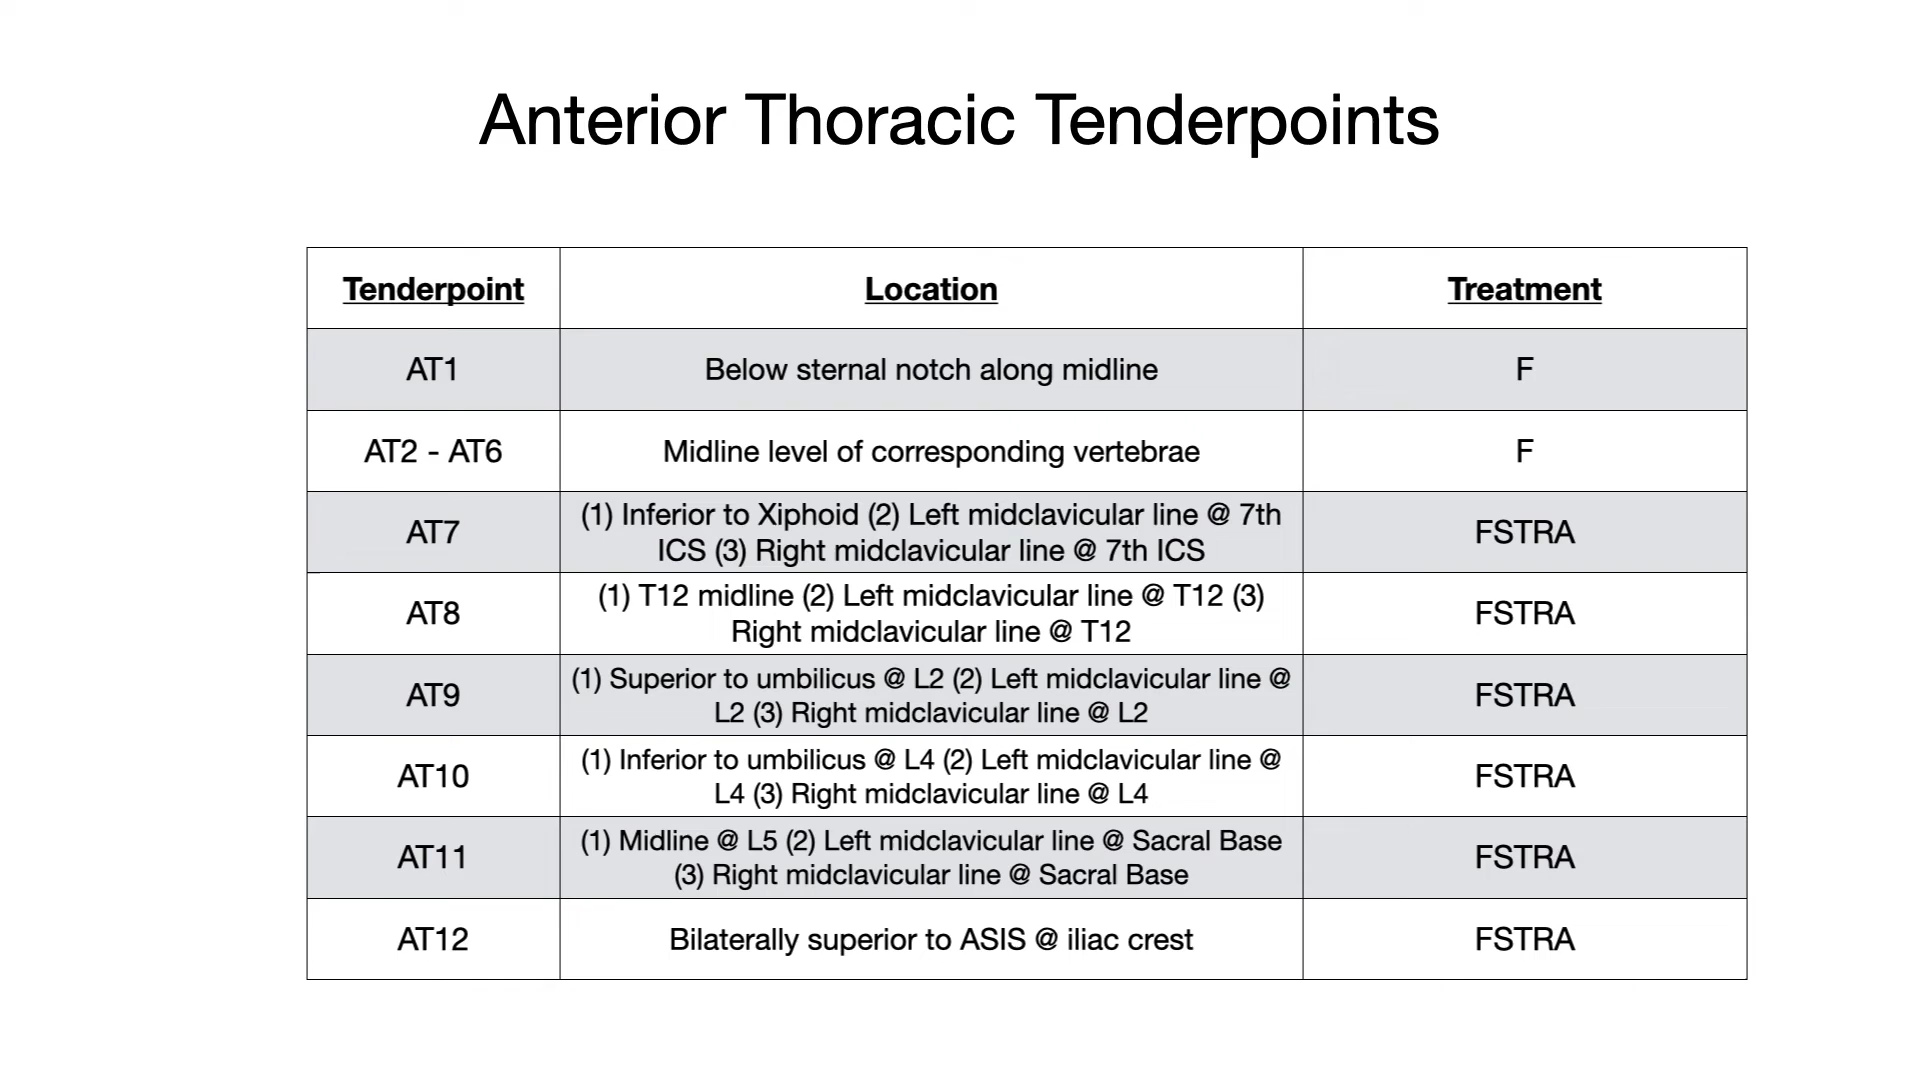 Anterior Thoracic Tenderpoints
Tenderpoint
Location
Treatment
AT1
Below sternal notch along midline
F
AT2 - AT6
Midline level of corresponding vertebrae
F
AT7
(1) Inferior to Xiphoid (2) Left midclavicular line @ 7th
ICS (3) Right midclavicular line @ 7th ICS
FSTRA
AT8
(1) T12 midline (2) Left midclavicular line @ T12 (3)
Right midclavicular line @ T12
FSTRA
AT9
(1) Superior to umbilicus @ L2 (2) Left midclavicular line @
L2 (3) Right midclavicular line @ L2
FSTRA
AT10
(1) Inferior to umbilicus @ L4 (2) Left midclavicular line @
L4 (3) Right midclavicular line @ L4
FSTRA
AT11
(1) Midline @ L5 (2) Left midclavicular line @ Sacral Base
(3) Right midclavicular line @ Sacral Base
FSTRA
AT12
Bilaterally superior to ASIS @ iliac crest
FSTRA